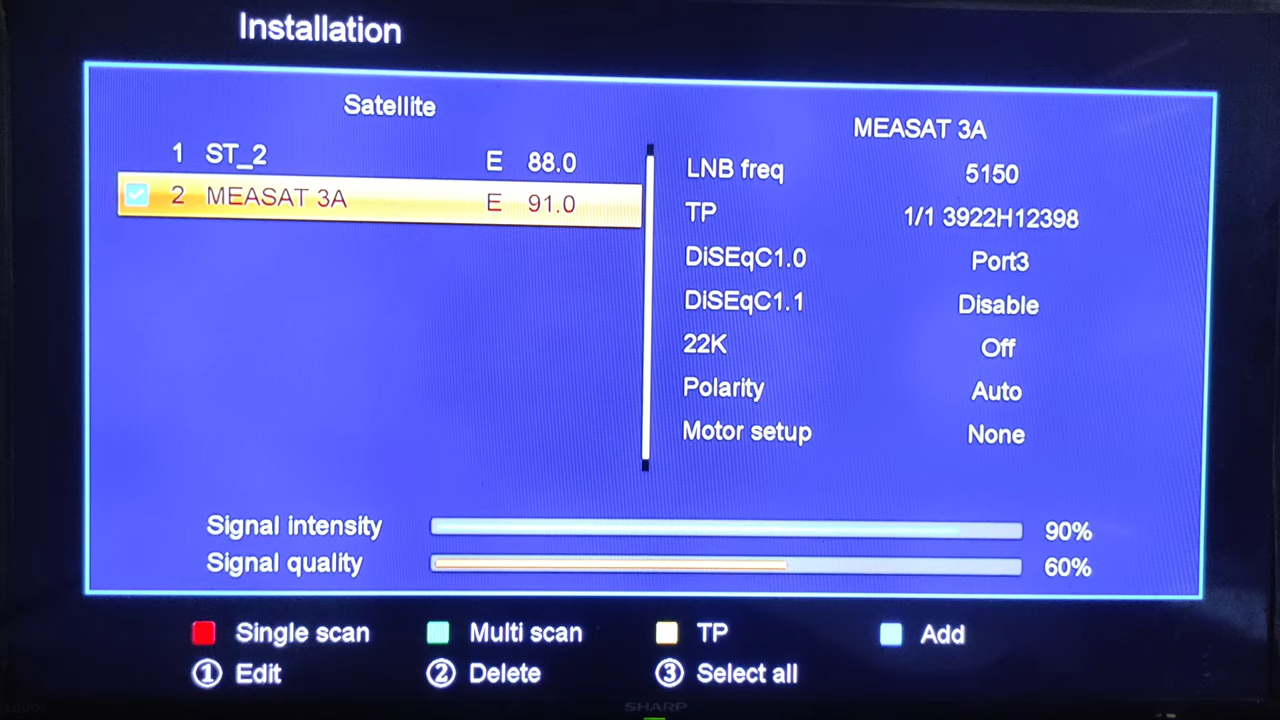 Installation
Satellite
1 ST_2 E 88.0
2 MEASAT 3A E 91.0
MEASAT 3A
LNB freq 5150
TP 1/1 3922H12398
DiSEqC1.0 Port3
DiSEqC1.1 Disable
22K Off
Polarity Auto
Motor setup None
Signal intensity 90%
Signal quality 60%
Single scan Multi scan TP Add
1 Edit 2 Delete 3 Select all
SHARP